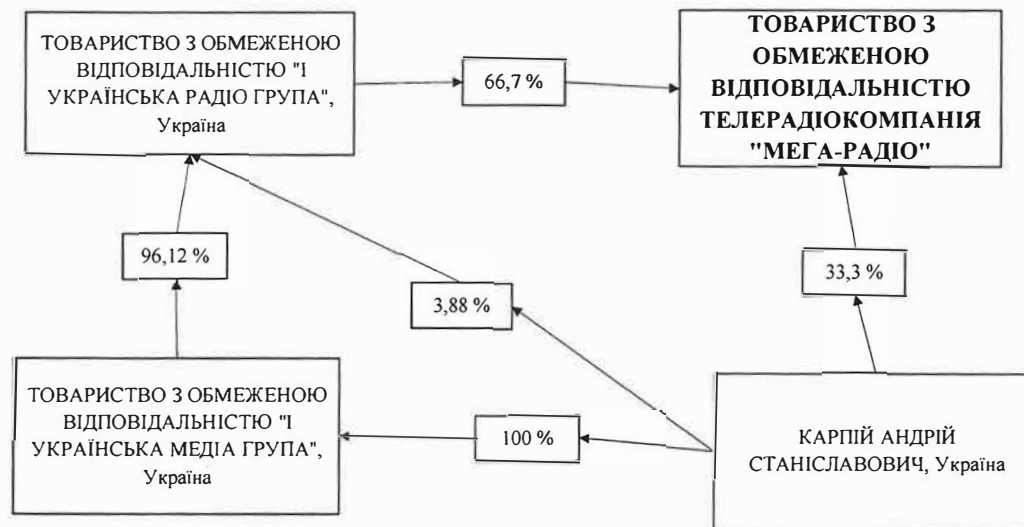 ТОВАРИСТВО З ОБМЕЖЕНОЮ
ВІДПОВІДАЛЬНІСТЮ "І
УКРАЇНСЬКА РАДІО ГРУПА",
Україна
66,7 %
ТОВАРИСТВО З
ОБМЕЖЕНОЮ
ВІДПОВІДАЛЬНІСТЮ
ТЕЛЕРАДІОКОМПАНІЯ
"МЕГА-РАДІО"
96,12 %
3,88 %
33,3 %
ТОВАРИСТВО З ОБМЕЖЕНОЮ
ВІДПОВІДАЛЬНІСТЮ "І
УКРАЇНСЬКА МЕДІА ГРУПА",
Україна
100 %
КАРПІЙ АНДРІЙ
СТАНІСЛАВОВИЧ, Україна